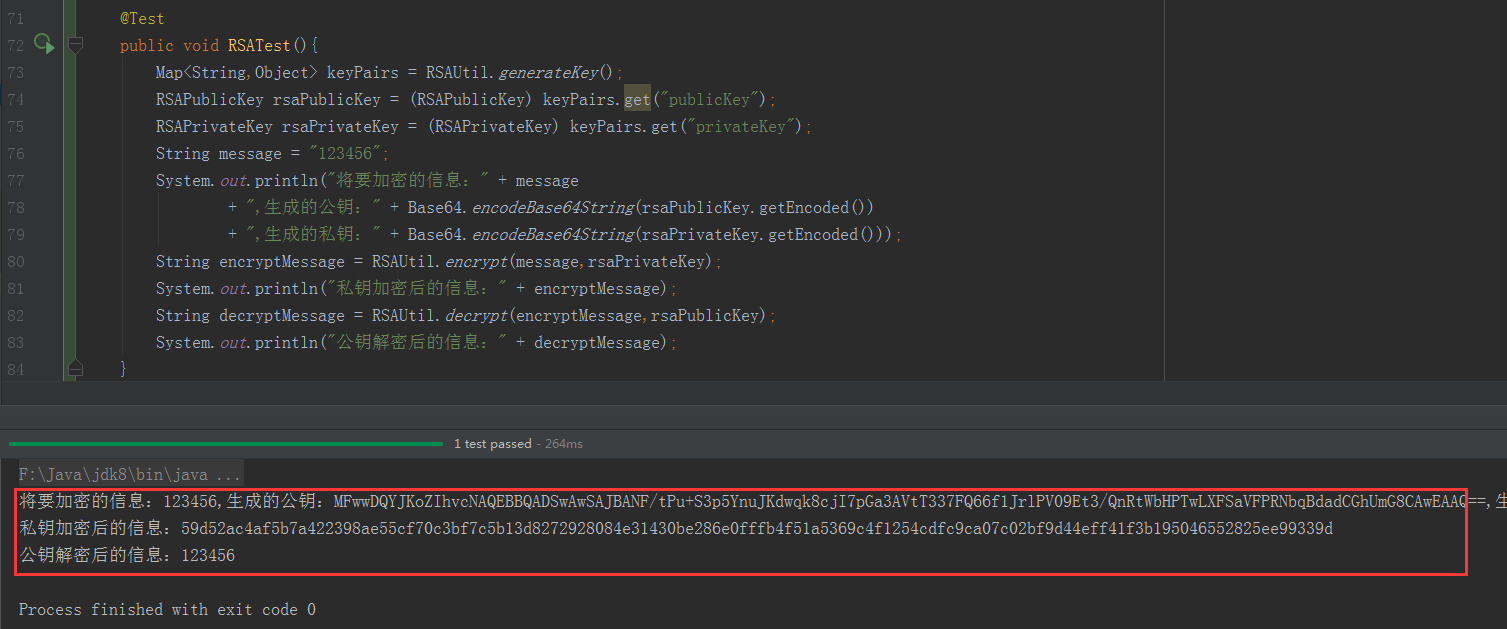 71 @Test
72 public void RSATest(){
73 Map<String,Object> keyPairs = RSAUtil.generateKey();
74 RSAPublicKey rsaPublicKey = (RSAPublicKey) keyPairs.get("publicKey");
75 RSAPrivateKey rsaPrivateKey = (RSAPrivateKey) keyPairs.get("privateKey");
76 String message = "123456";
77 System.out.println("将要加密的信息：" + message
78 + ",生成的公钥：" + Base64.encodeBase64String(rsaPublicKey.getEncoded())
79 + ",生成的私钥：" + Base64.encodeBase64String(rsaPrivateKey.getEncoded()));
80 String encryptMessage = RSAUtil.encrypt(message,rsaPrivateKey);
81 System.out.println("私钥加密后的信息：" + encryptMessage);
82 String decryptMessage = RSAUtil.decrypt(encryptMessage,rsaPublicKey);
83 System.out.println("公钥解密后的信息：" + decryptMessage);
84 }
1 test passed - 264ms
F:\Java\jdk8\bin\java ...
将要加密的信息：123456,生成的公钥：MFwwDQYJKoZIhvcNAQEBBQADSwAwSAJBANF/tPu+S3p5YnuJKdwqk8cjI7pGa3AVtT337FQ66f1JrlPVO9Et3/QnRtWbHPTwLXFSaVFPRNbqBdadCGhUmG8CAwEAAQ==,生
私钥加密后的信息：59d52ac4af5b7a422398ae55cf70c3bf7c5b13d8272928084e31430be286e0fffb4f51a5369c4f1254cdfc9ca07c02bf9d44eff41f3b195046552825ee99339d
公钥解密后的信息：123456
Process finished with exit code 0